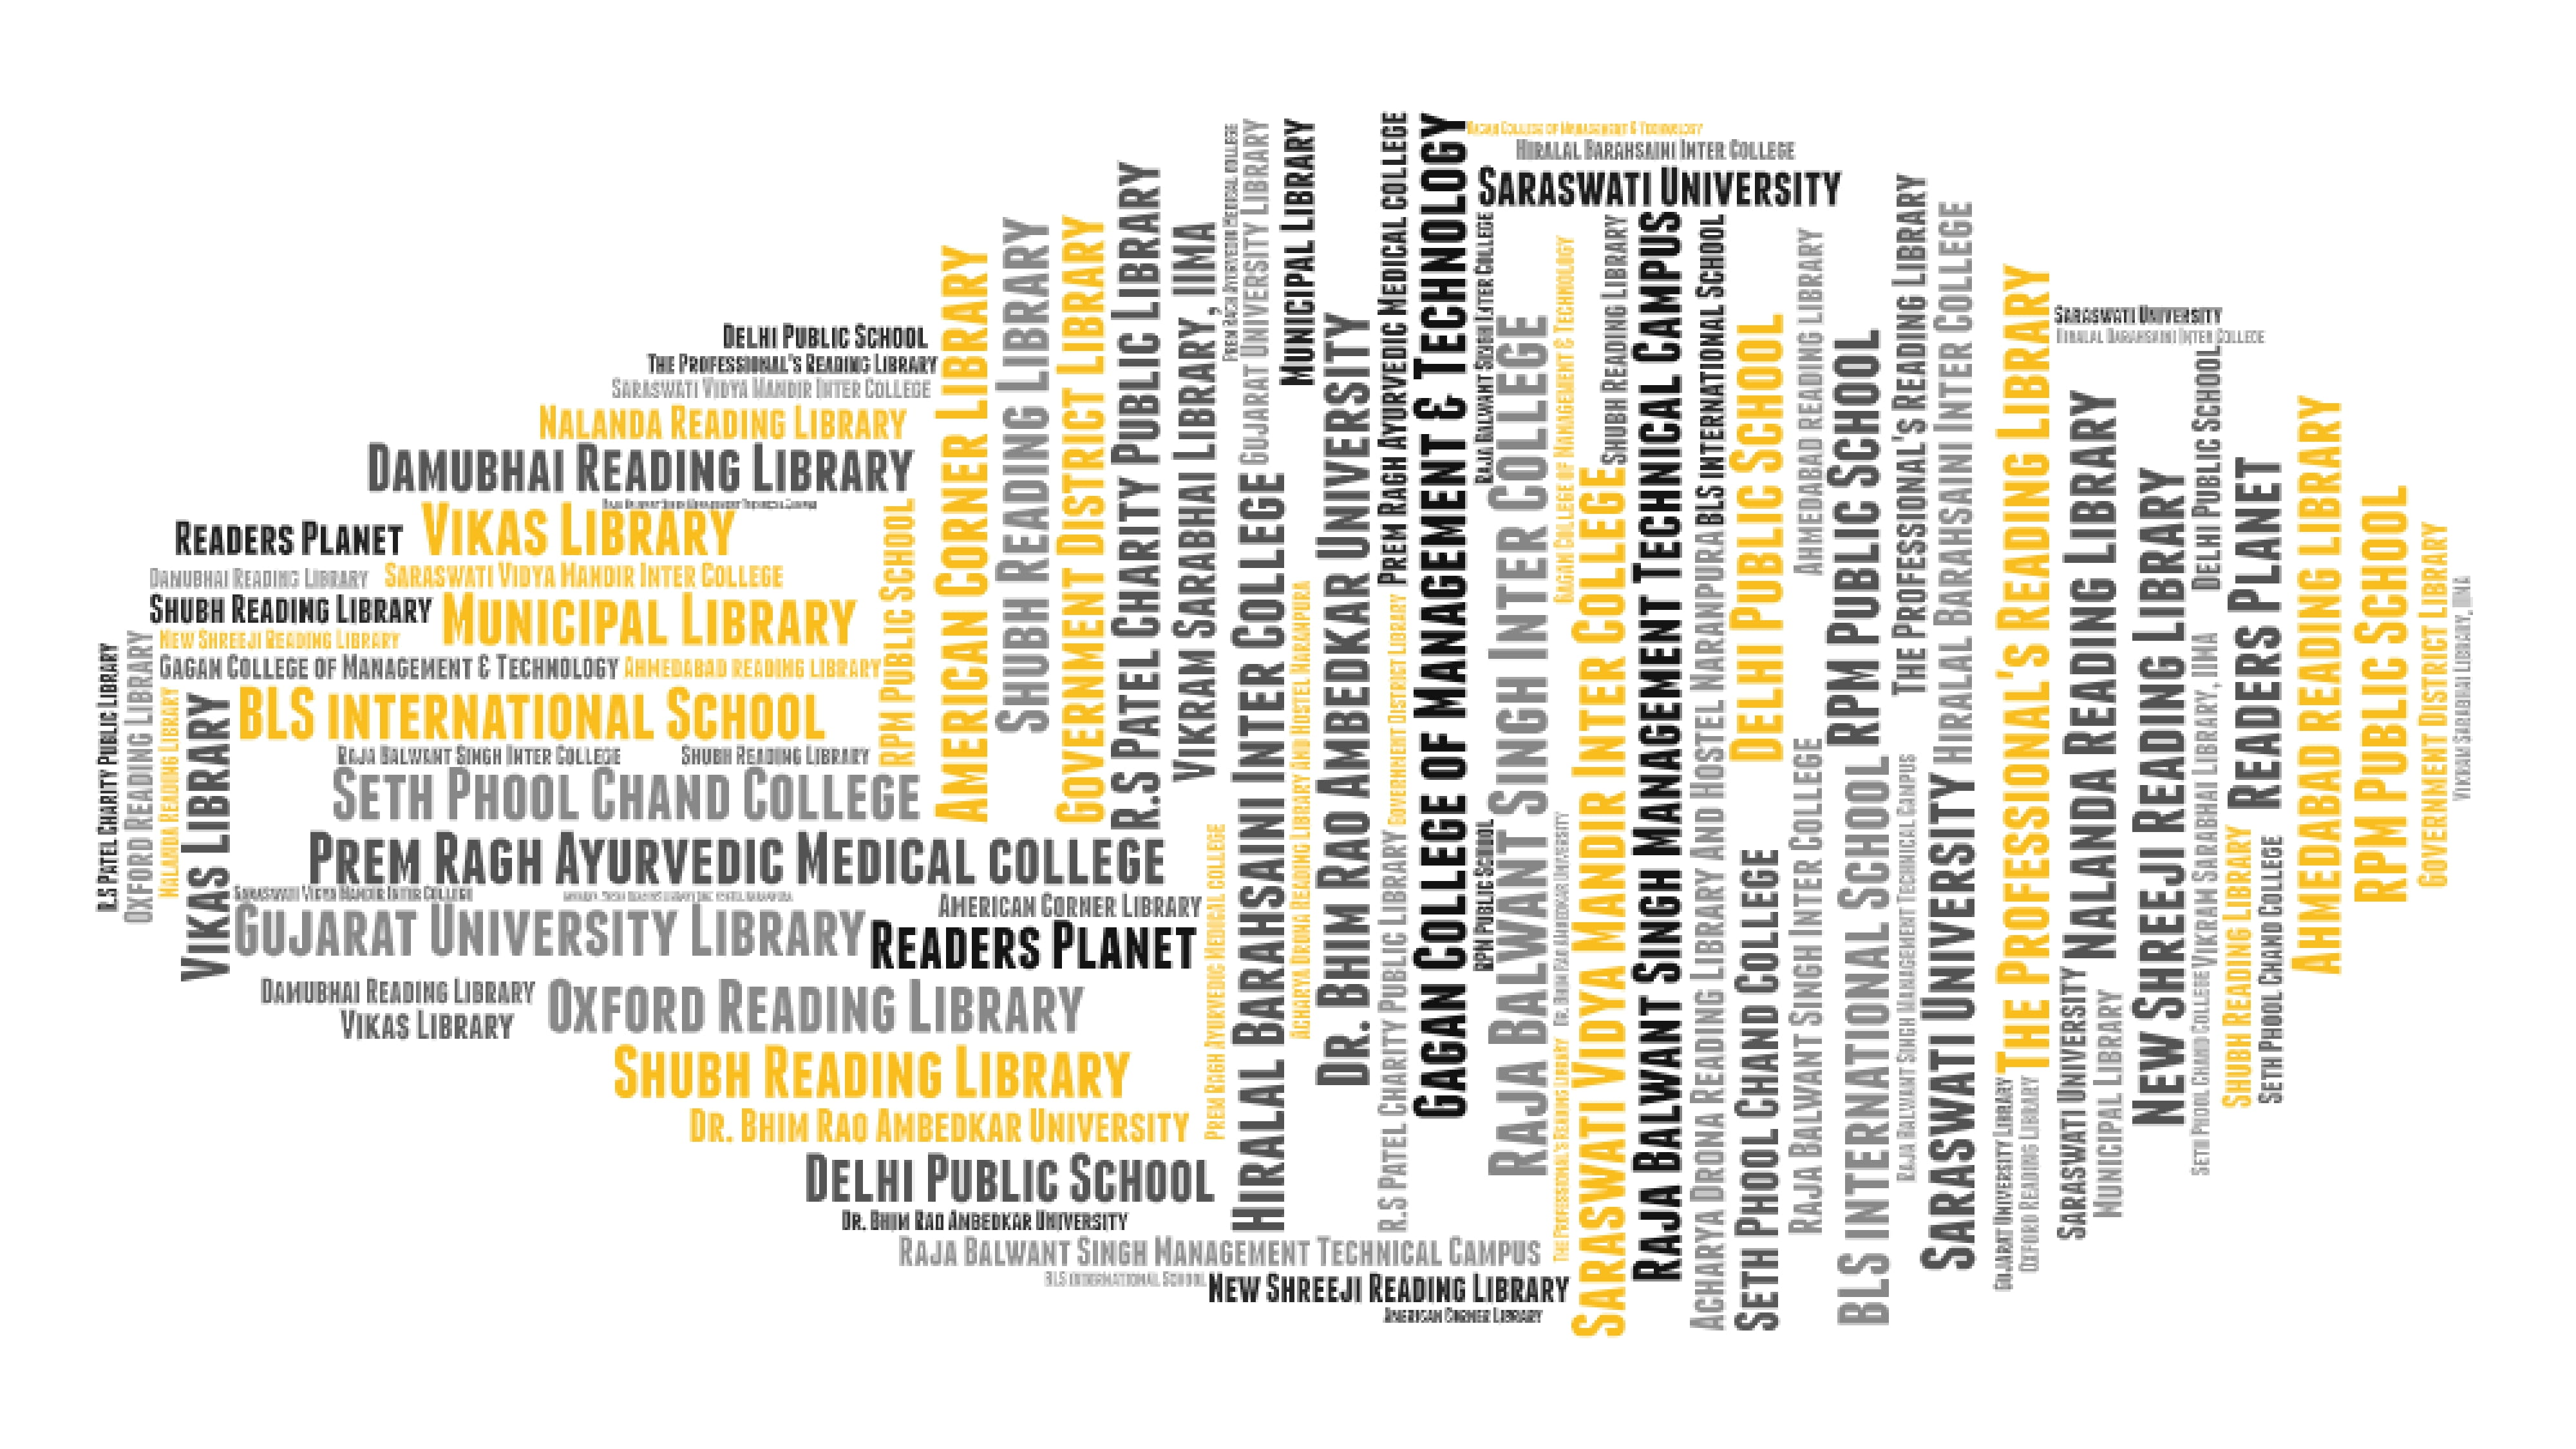 Gagan College of Management & Technology
Hiralal Barahsaini Inter College
Saraswati University
Delhi Public School
The Professional's Reading Library
Saraswati Vidya Mandir Inter College
Nalanda Reading Library
Damubhai Reading Library
Readers Planet
Vikas Library
Damubhai Reading Library
Saraswati Vidya Mandir Inter College
Shubh Reading Library
Municipal Library
New Shreeji Reading Library
Gagan College of Management & Technology
Ahmedabad reading library
BLS international School
Raja Balwant Singh Inter College
Shubh Reading Library
Seth Phool Chand College
Prem Ragh Ayurvedic Medical college
Saraswati Vidya Mandir Inter College
Gujarat University Library
American Corner Library
Readers Planet
Damubhai Reading Library
Vikas Library
Oxford Reading Library
Shubh Reading Library
Dr. Bhim Rao Ambedkar University
Delhi Public School
Dr. Bhim Rao Ambedkar University
Raja Balwant Singh Management Technical Campus
BLS international School
New Shreeji Reading Library
American Corner Library
R.S Patel Charity Public Library
Oxford Reading Library
Nalanda Reading Library
Vikas Library
RPM Public School
American Corner Library
Shubh Reading Library
Government District Library
R.S Patel Charity Public Library
Vikram Sarabhai Library, IIMA
Prem Ragh Ayurvedic Medical college
Prem Ragh Ayurvedic Medical college
Gujarat University Library
Hiralal Barahsaini Inter College
Municipal Library
Acharya Drona Reading Library and Hostel Naranpura
Dr. Bhim Rao Ambedkar University
Prem Ragh Ayurvedic Medical college
Government District Library
R.S Patel Charity Public Library
Gagan College of Management & Technology
Raja Balwant Singh Inter College
RPM Public School
Raja Balwant Singh Inter College
Gagan College of Management & Technology
Dr. Bhim Rao Ambedkar University
The Professional's Reading Library
Shubh Reading Library
Saraswati Vidya Mandir Inter College
Raja Balwant Singh Management Technical Campus
BLS international School
Acharya Drona Reading Library and Hostel Naranpura
Delhi Public School
Seth Phool Chand College
Ahmedabad reading library
Raja Balwant Singh Inter College
RPM Public School
BLS international School
The Professional's Reading Library
Raja Balwant Singh Management Technical Campus
Hiralal Barahsaini Inter College
Saraswati University
The Professional's Reading Library
Gujarat University Library
Oxford Reading Library
Saraswati University
Hiralal Barahsaini Inter College
Nalanda Reading Library
Saraswati University
Municipal Library
New Shreeji Reading Library
Delhi Public School
Vikram Sarabhai Library, IIMA
Seth Phool Chand College
Readers Planet
Shubh Reading Library
Seth Phool Chand College
Ahmedabad reading library
RPM Public School
Government District Library
Vikram Sarabhai Library, IIMA